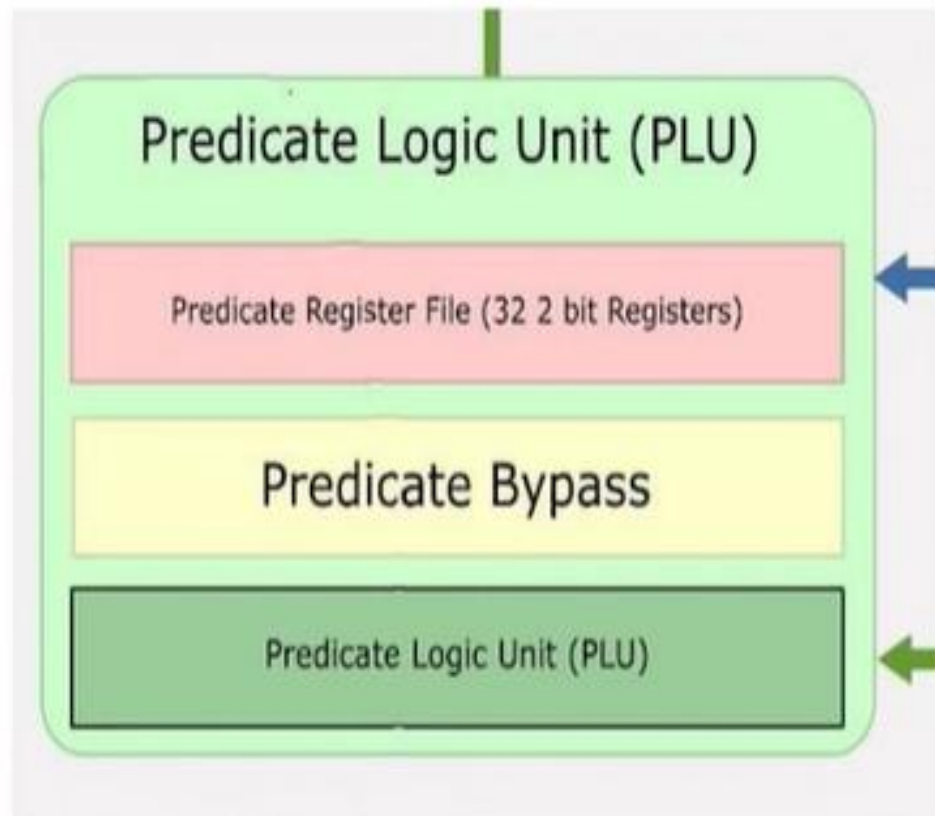 Predicate Logic Unit (PLU)
Predicate Register File (32 2 bit Registers)
Predicate Bypass
Predicate Logic Unit (PLU)